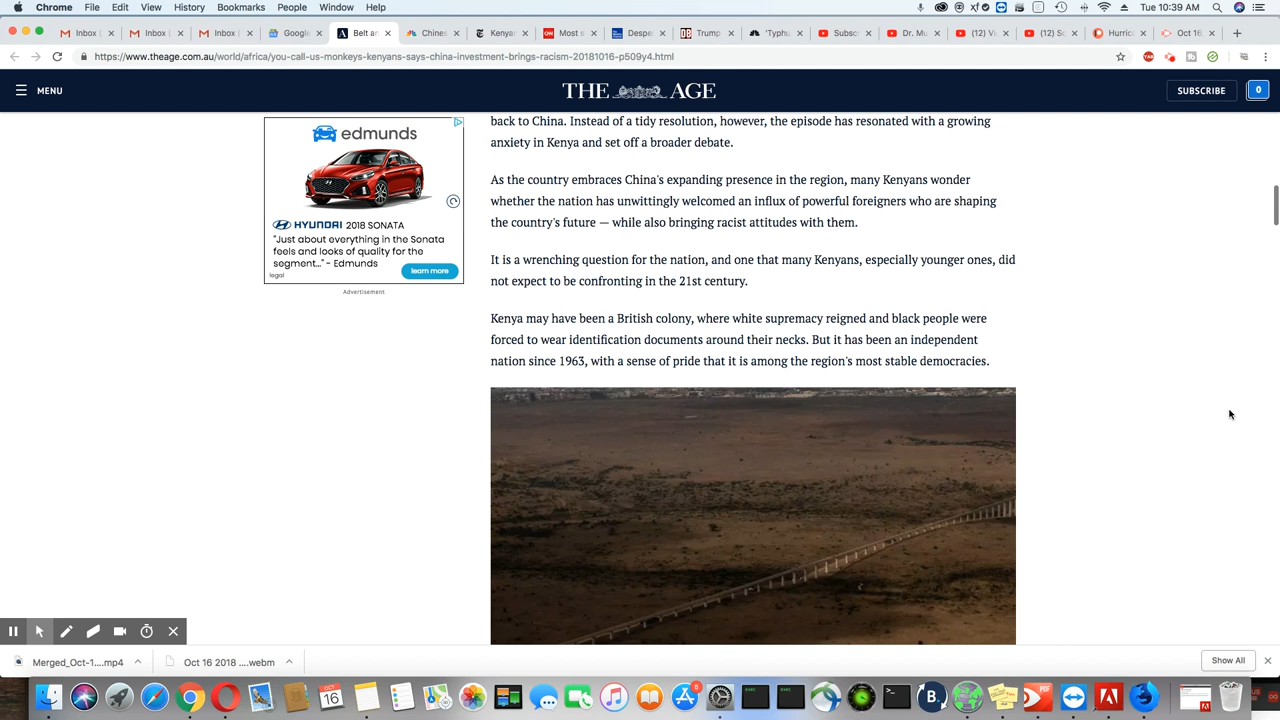 Chrome File Edit View History Bookmarks People Window Help Tue 10:39 AM
Inbox Inbox Inbox Google Belt an Chines Kenya Most e Despe Trump 'Typhu Subsc Dr. Mu (12) Vi (12) Sc Hurric Oct 16,
https://www.theage.com.au/world/africa/you-call-us-monkeys-kenyans-says-china-investment-brings-racism-20181016-p509y4.html
MENU THE AGE SUBSCRIBE 0
back to China. Instead of a tidy resolution, however, the episode has resonated with a growing
anxiety in Kenya and set off a broader debate.
As the country embraces China's expanding presence in the region, many Kenyans wonder
whether the nation has unwittingly welcomed an influx of powerful foreigners who are shaping
the country's future — while also bringing racist attitudes with them.
It is a wrenching question for the nation, and one that many Kenyans, especially younger ones, did
not expect to be confronting in the 21st century.
Kenya may have been a British colony, where white supremacy reigned and black people were
forced to wear identification documents around their necks. But it has been an independent
nation since 1963, with a sense of pride that it is among the region's most stable democracies.
edmunds
HYUNDAI 2018 SONATA
"Just about everything in the Sonata
feels and looks of quality for the
segment..." - Edmunds
legal learn more
Advertisement
Merged_Oct-1....mp4 Oct 16 2018 ....webm Show All
OCT
16
6